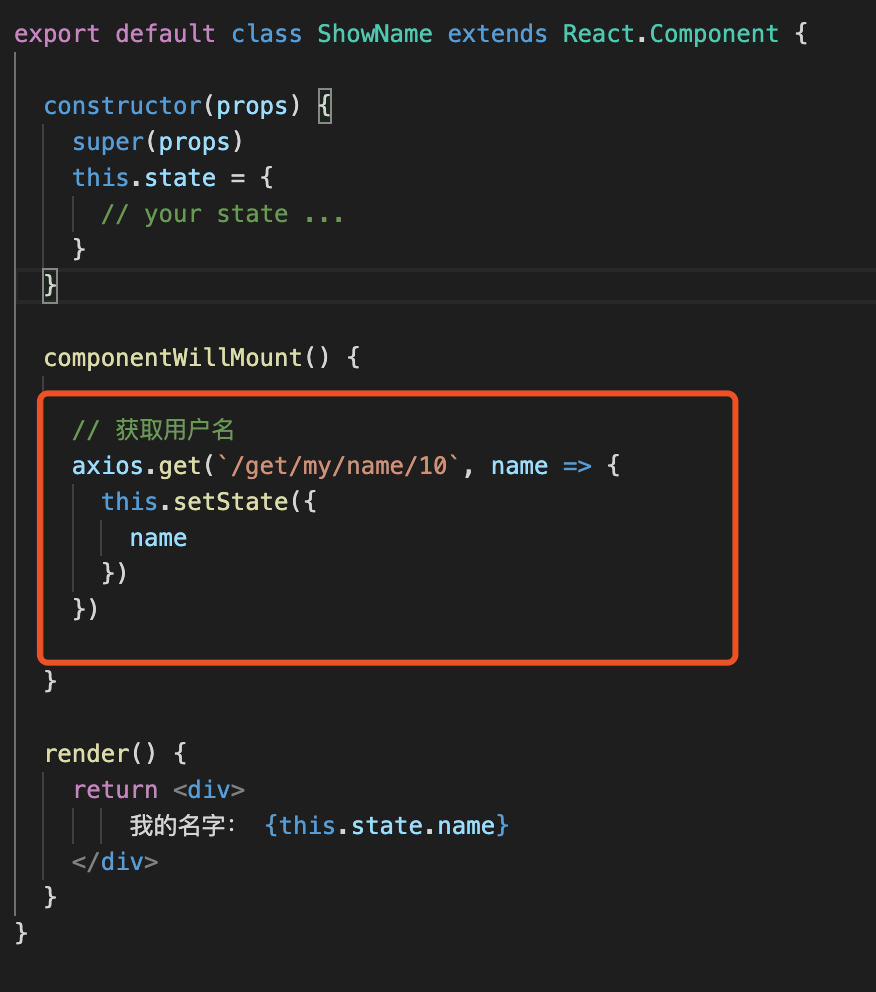 export default class ShowName extends React.Component {
constructor(props) {
super(props)
this.state = {
// your state ...
}
}
componentWillMount() {
// 获取用户名
axios.get(`/get/my/name/10`, name => {
this.setState({
name
})
})
}
render() {
return <div>
我的名字： {this.state.name}
</div>
}
}